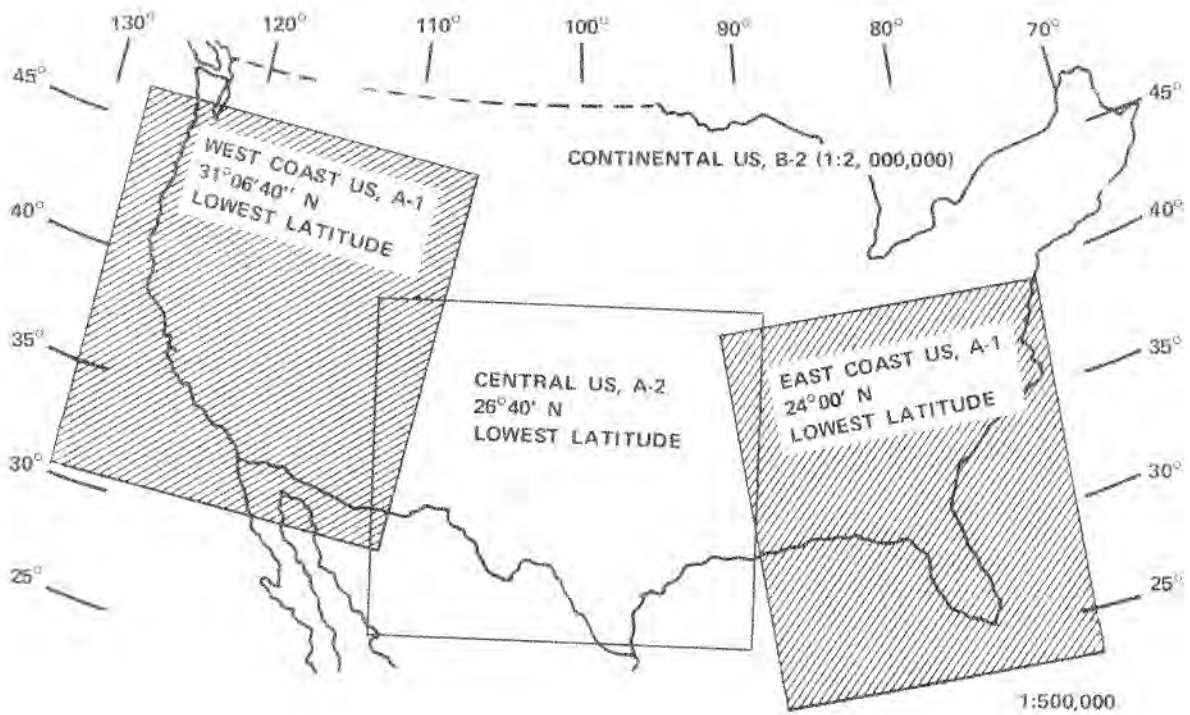 130° 120° 110° 100° 90° 80° 70°
45°
45°
CONTINENTAL US, B-2 (1:2, 000,000)
WEST COAST US, A-1
31°06'40" N
LOWEST LATITUDE
40°
40°
35°
35°
CENTRAL US, A-2
26°40' N
LOWEST LATITUDE
EAST COAST US, A-1
24°00' N
LOWEST LATITUDE
30°
30°
25°
25°
1:500,000